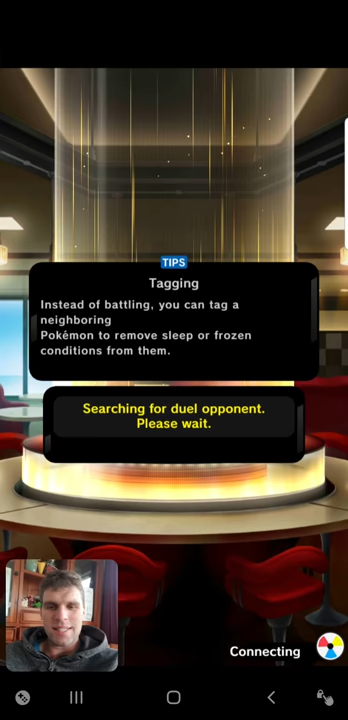 TIPS
Tagging
Instead of battling, you can tag a
neighboring
Pokémon to remove sleep or frozen
conditions from them.
Searching for duel opponent.
Please wait.
Connecting